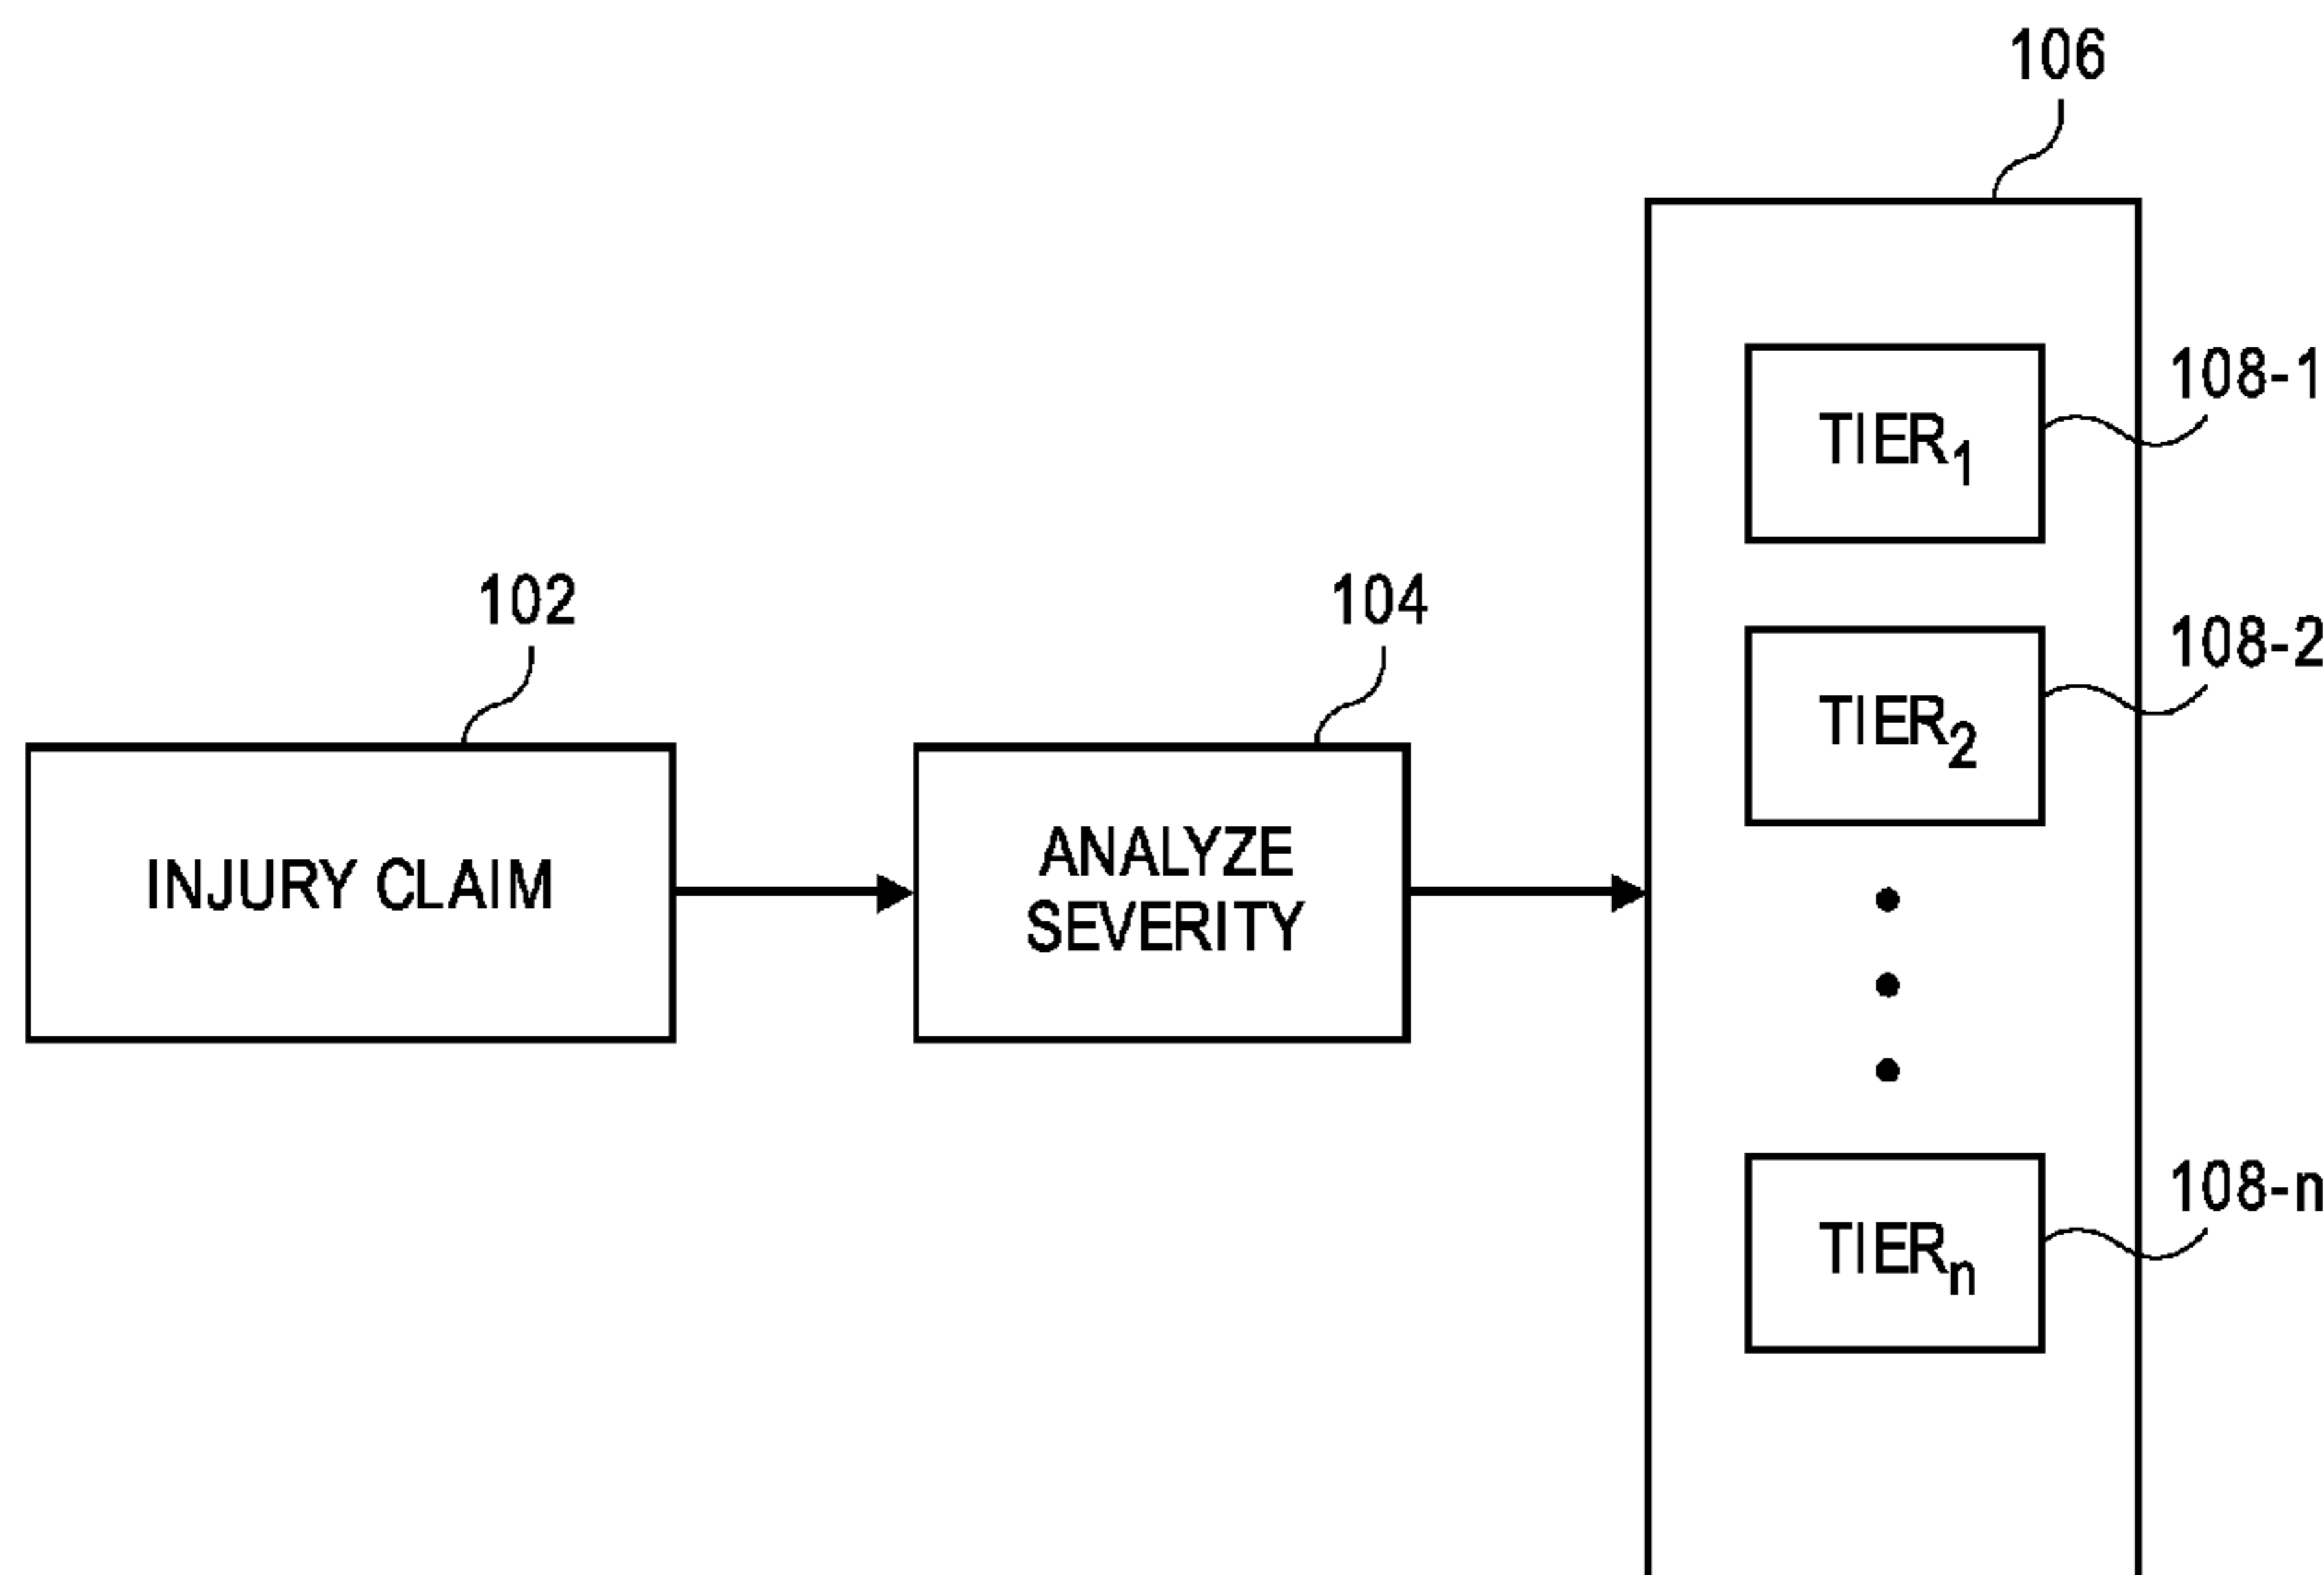 106
TIER₁
108-1
102
104
TIER₂
108-2
INJURY CLAIM
ANALYZE
SEVERITY
TIERₙ
108-n